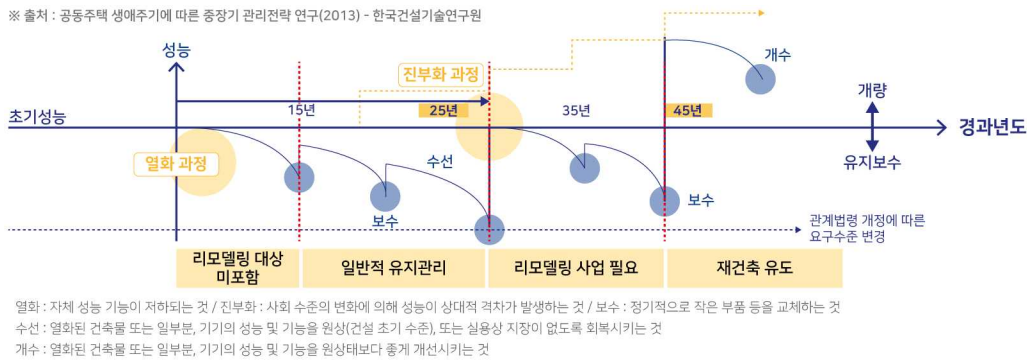 ※ 출처 : 공동주택 생애주기에 따른 중장기 관리전략 연구(2013) - 한국건설기술연구원
성능
진부화 과정
개수
개량
15년
25년
35년
45년
초기성능
경과년도
열화 과정
수선
유지보수
보수
보수
관계법령 개정에 따른
요구수준 변경
리모델링 대상
미포함
일반적 유지관리
리모델링 사업 필요
재건축 유도
열화 : 자체 성능 기능이 저하되는 것 / 진부화 : 사회 수준의 변화에 의해 성능이 상대적 격차가 발생하는 것 / 보수 : 정기적으로 작은 부품 등을 교체하는 것
수선 : 열화된 건축물 또는 일부분, 기기의 성능 및 기능을 원상(건설 초기 수준), 또는 실용상 지장이 없도록 회복시키는 것
개수 : 열화된 건축물 또는 일부분, 기기의 성능 및 기능을 원상태보다 좋게 개선시키는 것